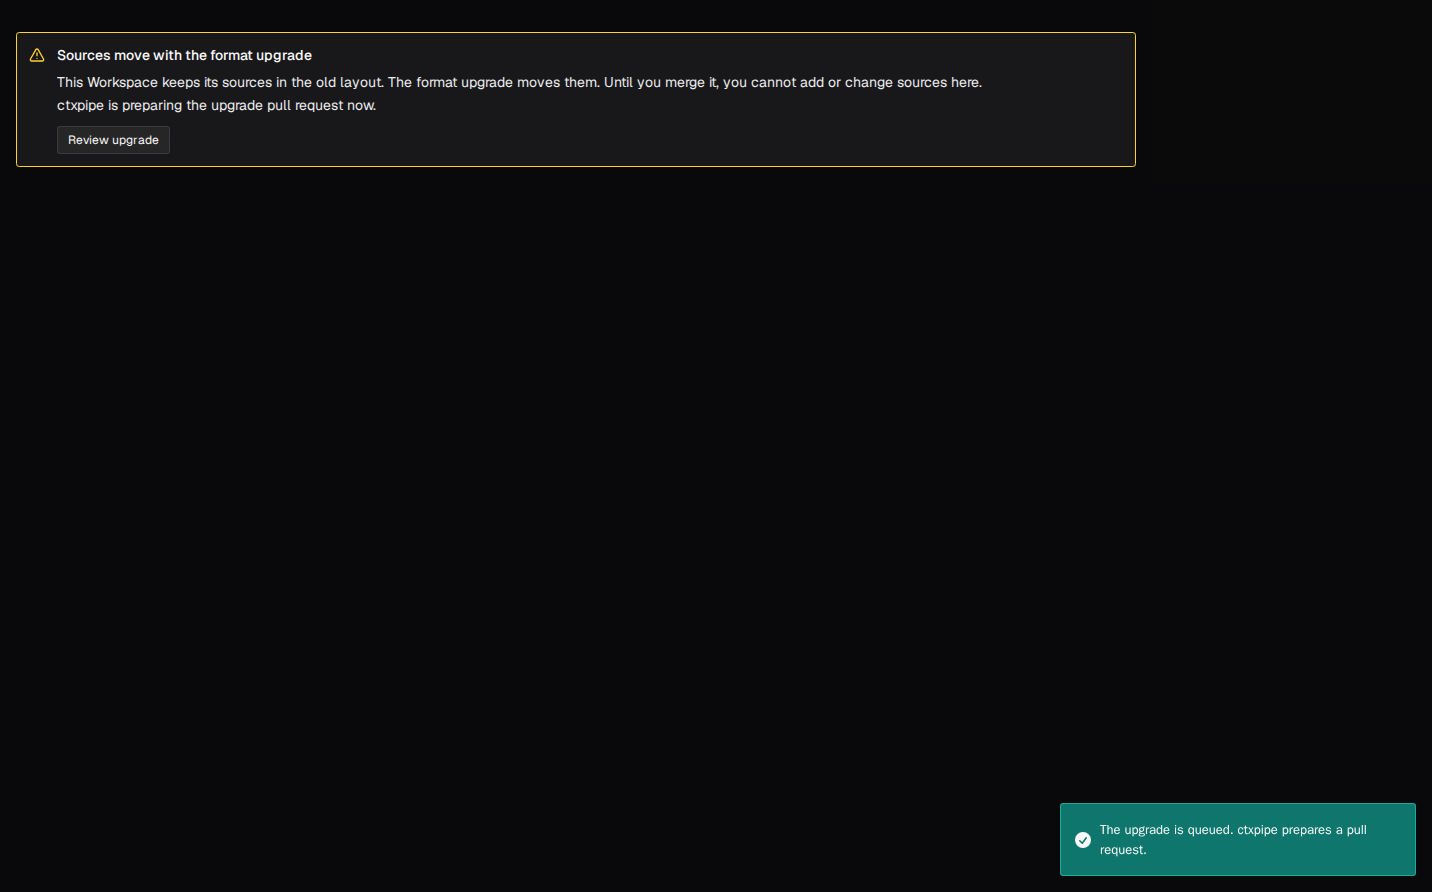 Sources move with the format upgrade
This Workspace keeps its sources in the old layout. The format upgrade moves them. Until you merge it, you cannot add or change sources here.
ctxpipe is preparing the upgrade pull request now.
Review upgrade
The upgrade is queued. ctxpipe prepares a pull
request.